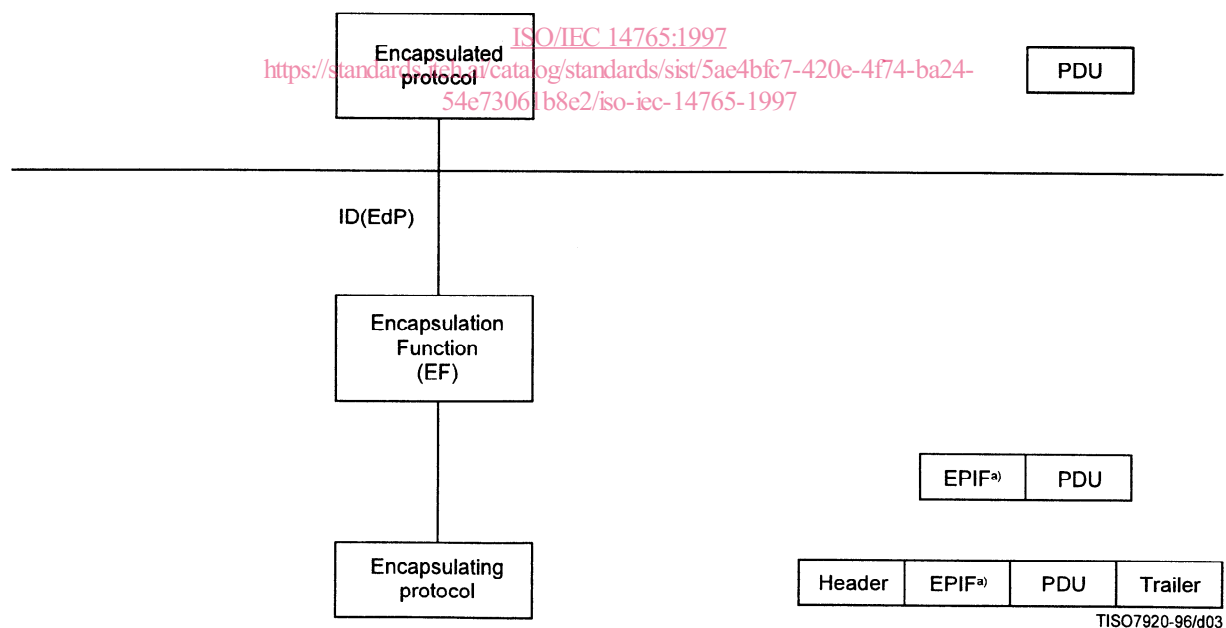 ISO/IEC 14765:1997
https://standards.iteh.ai/catalog/standards/sist/5ae4bfc7-420e-4f74-ba24-
54e73061b8e2/iso-iec-14765-1997
Encapsulated
protocol
PDU
ID(EdP)
Encapsulation
Function
(EF)
EPIFa) PDU
Encapsulating
protocol
Header EPIFa) PDU Trailer
TISO7920-96/d03